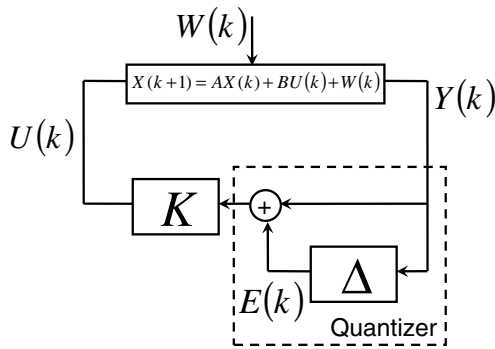 W(k)
X(k+1) = AX(k) + BU(k) + W(k)
Y(k)
U(k)
K
+
Δ
E(k)
Quantizer